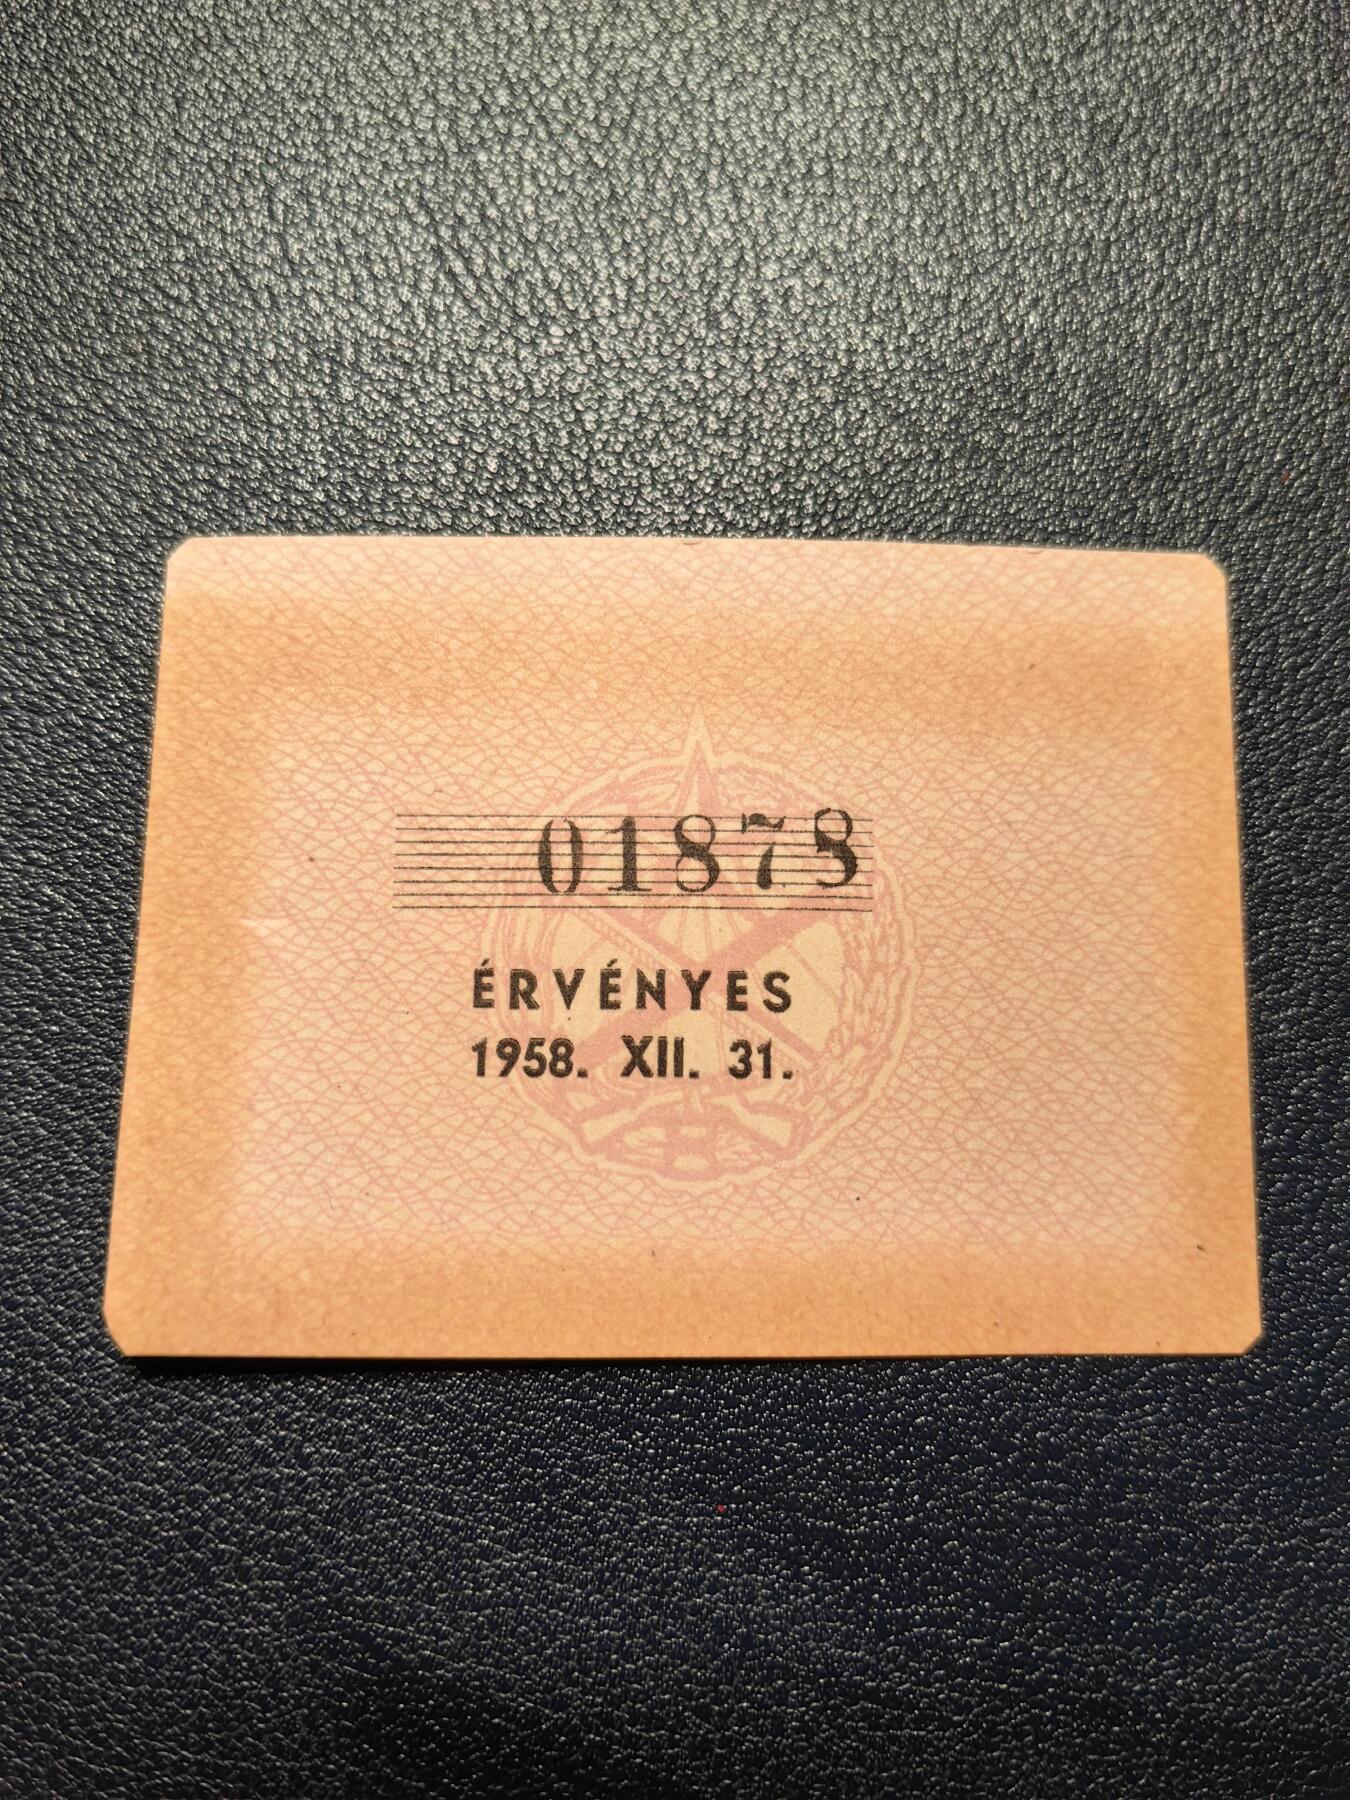 01878
ÉRVÉNYES
1958. XII. 31.